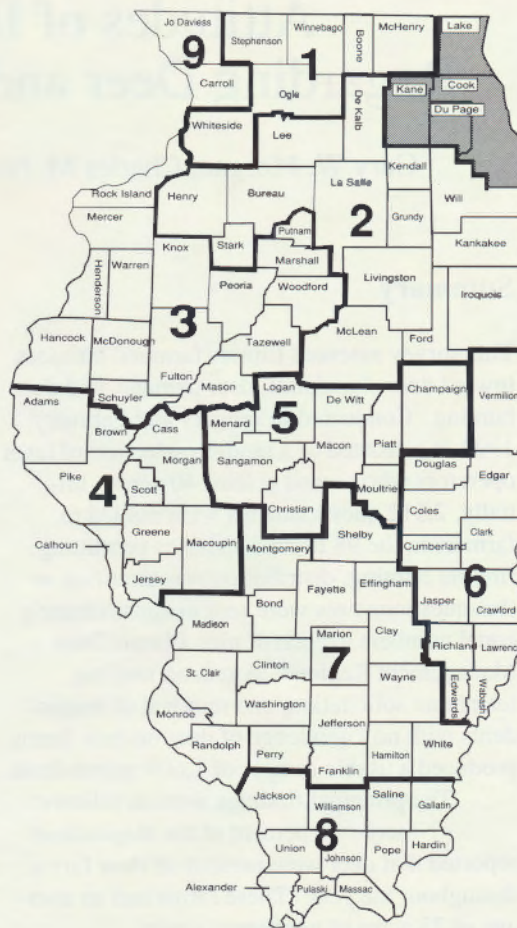 Jo Daviess
Stephenson
Winnebago
Boone
McHenry
Lake
9
1
Carroll
Ogle
De Kalb
Kane
Cook
Du Page
Whiteside
Lee
Kendall
Rock Island
Henry
Bureau
La Salle
Will
Mercer
2
Grundy
Putnam
Kankakee
Knox
Stark
Marshall
Henderson
Warren
Peoria
Woodford
Livingston
Iroquois
3
McLean
Ford
Hancock
McDonough
Tazewell
Fulton
Mason
Logan
Champaign
Vermilion
Adams
Schuyler
5
De Witt
Brown
Cass
Menard
Macon
Piatt
Morgan
Sangamon
Douglas
Edgar
Pike
4
Scott
Christian
Moultrie
Coles
Greene
Macoupin
Shelby
Clark
Calhoun
Montgomery
Cumberland
6
Jersey
Effingham
Fayette
Jasper
Crawford
Bond
Madison
Marion
Clay
Richland
Lawrence
7
Clinton
St. Clair
Wayne
Edwards
Wabash
Washington
Jefferson
Monroe
Randolph
Perry
Hamilton
White
Franklin
Jackson
Williamson
Saline
Gallatin
8
Union
Johnson
Pope
Hardin
Alexander
Pulaski
Massac